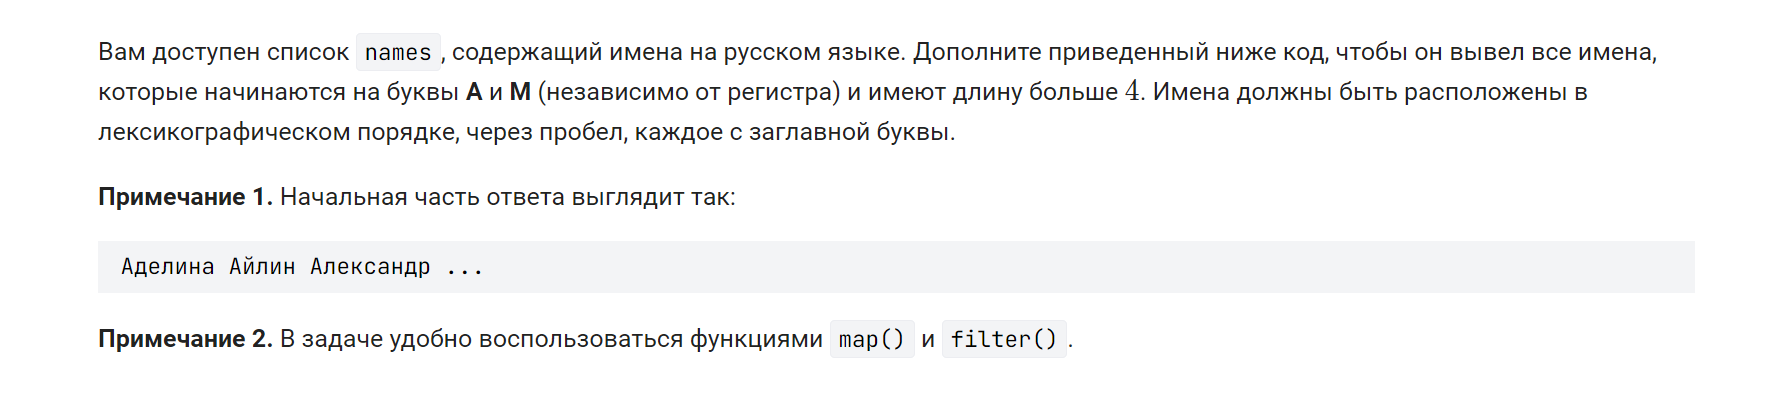 Вам доступен список names, содержащий имена на русском языке. Дополните приведенный ниже код, чтобы он вывел все имена,
которые начинаются на буквы А и М (независимо от регистра) и имеют длину больше 4. Имена должны быть расположены в
лексикографическом порядке, через пробел, каждое с заглавной буквы.
Примечание 1. Начальная часть ответа выглядит так:
Аделина Айлин Александр ...
Примечание 2. В задаче удобно воспользоваться функциями map() и filter().